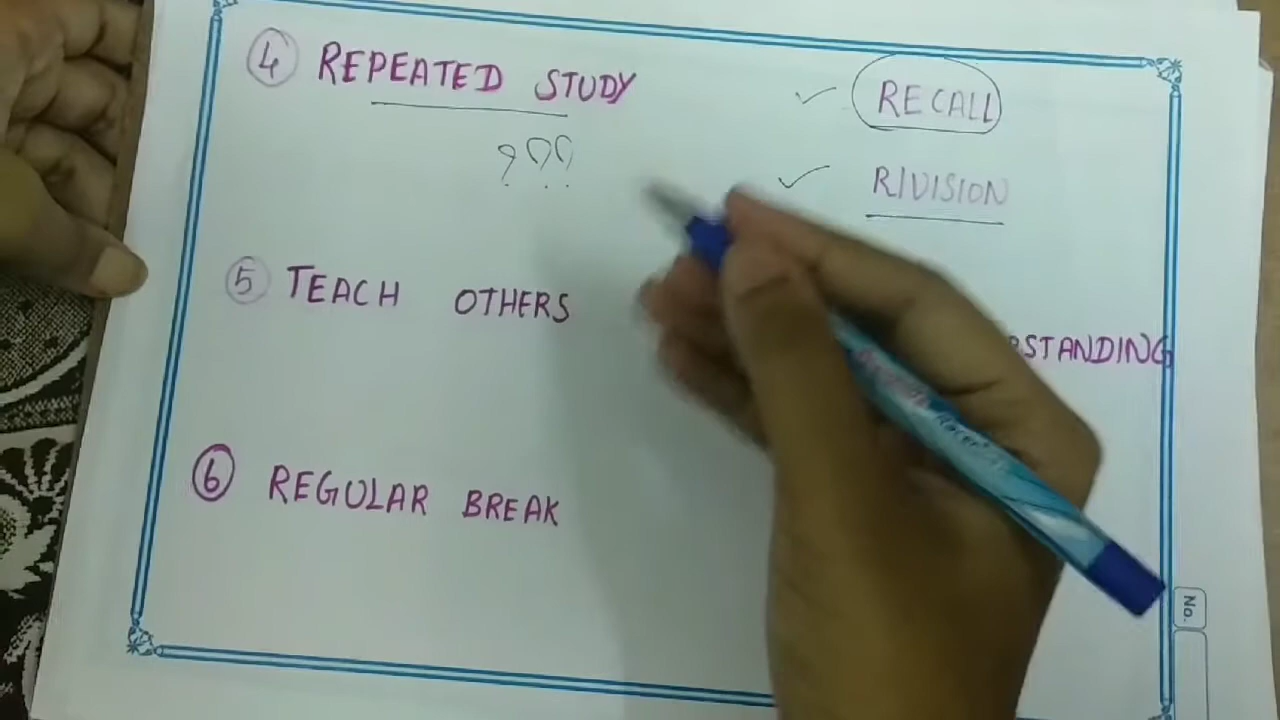 4 REPEATED STUDY
RECALL
???
RIVISION
5 TEACH OTHERS
RSTANDING
6 REGULAR BREAK
No.